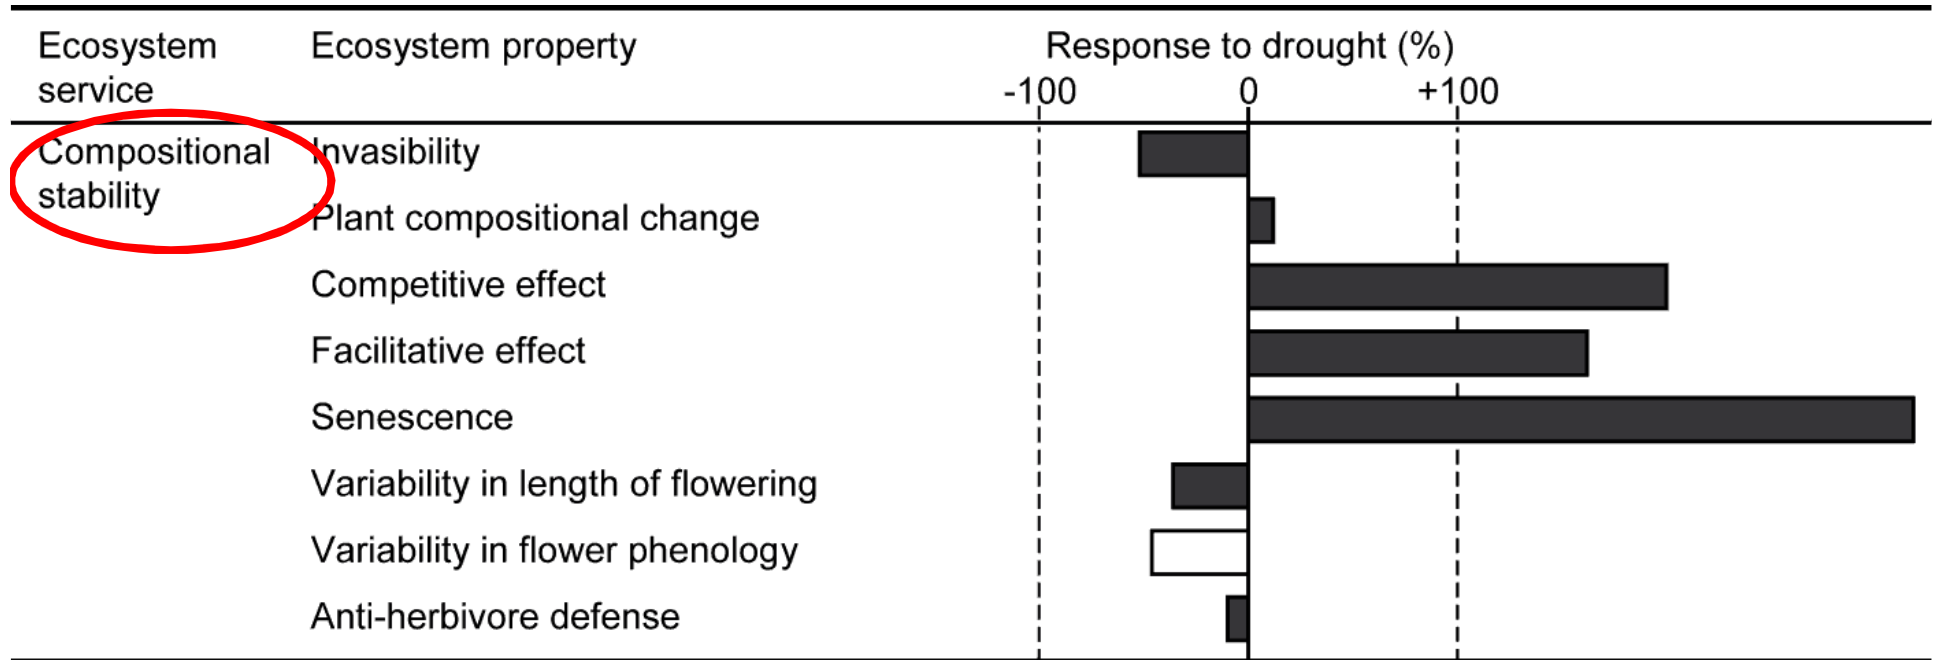 Ecosystem service
Ecosystem property
Response to drought (%)
-100 0 +100
Compositional stability
Invasibility
Plant compositional change
Competitive effect
Facilitative effect
Senescence
Variability in length of flowering
Variability in flower phenology
Anti-herbivore defense